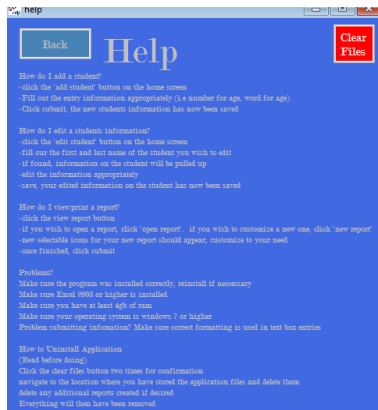 help
Back
Help
Clear
Files
How do I add a student?
-click the 'add student' button on the home screen
-Fill out the entry information appropriately (i.e number for age, word for age)
-Click submit, the new students information has now been saved
How do I edit a students information?
-click the 'edit student' button on the home screen
-fill our the first and last name of the student you wish to edit
-if found, information on the student will be pulled up
-edit the information appropriately
-save, your edited information on the student has now been saved
How do I view/print a report?
-click the view report button
-if you wish to open a report, click 'open report'. if you wish to customize a new one, click 'new report'
-new selectable icons for your new report should appear, customize to your need
-once finished, click submit
Problems?
Make sure the program was installed correctly, reinstall if necessary
Make sure Excel 2003 or higher is installed
Make sure you have at least 4gb of ram
Make sure your operating system is windows 7 or higher
Problem submitting infomation? Make sure correct formatting is used in text box entries
How to Uninstall Application
(Read before doing)
Click the clear files button two times for confirmation
navigate to the location where you have stored the application files and delete them
delete any additional reports created if desired
Everything will then have been removed